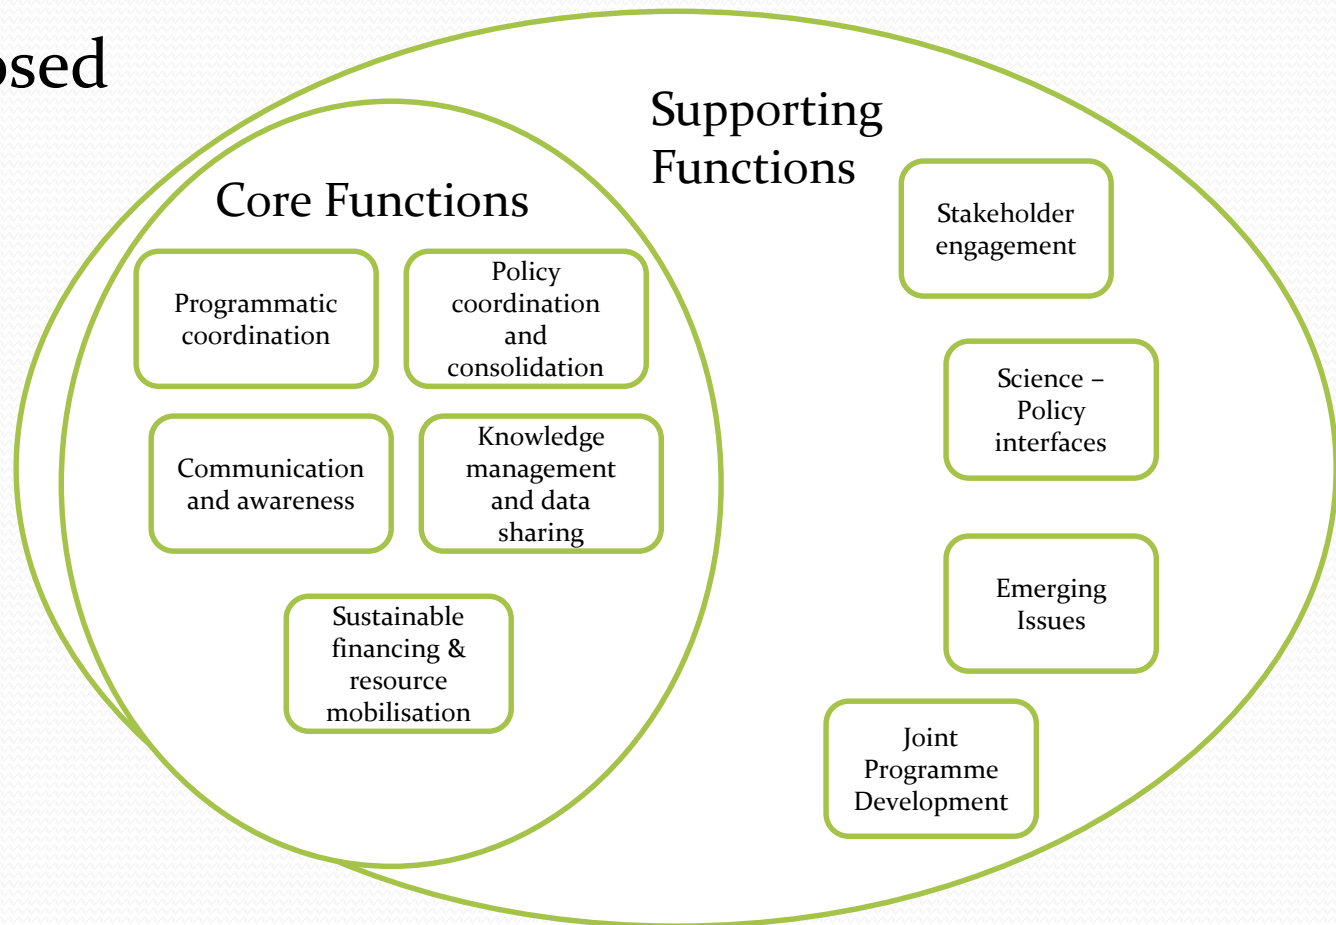 osed
Supporting
Functions
Core Functions
Stakeholder
engagement
Programmatic
coordination
Policy
coordination
and
consolidation
Science –
Policy
interfaces
Communication
and awareness
Knowledge
management
and data
sharing
Emerging
Issues
Sustainable
financing &
resource
mobilisation
Joint
Programme
Development